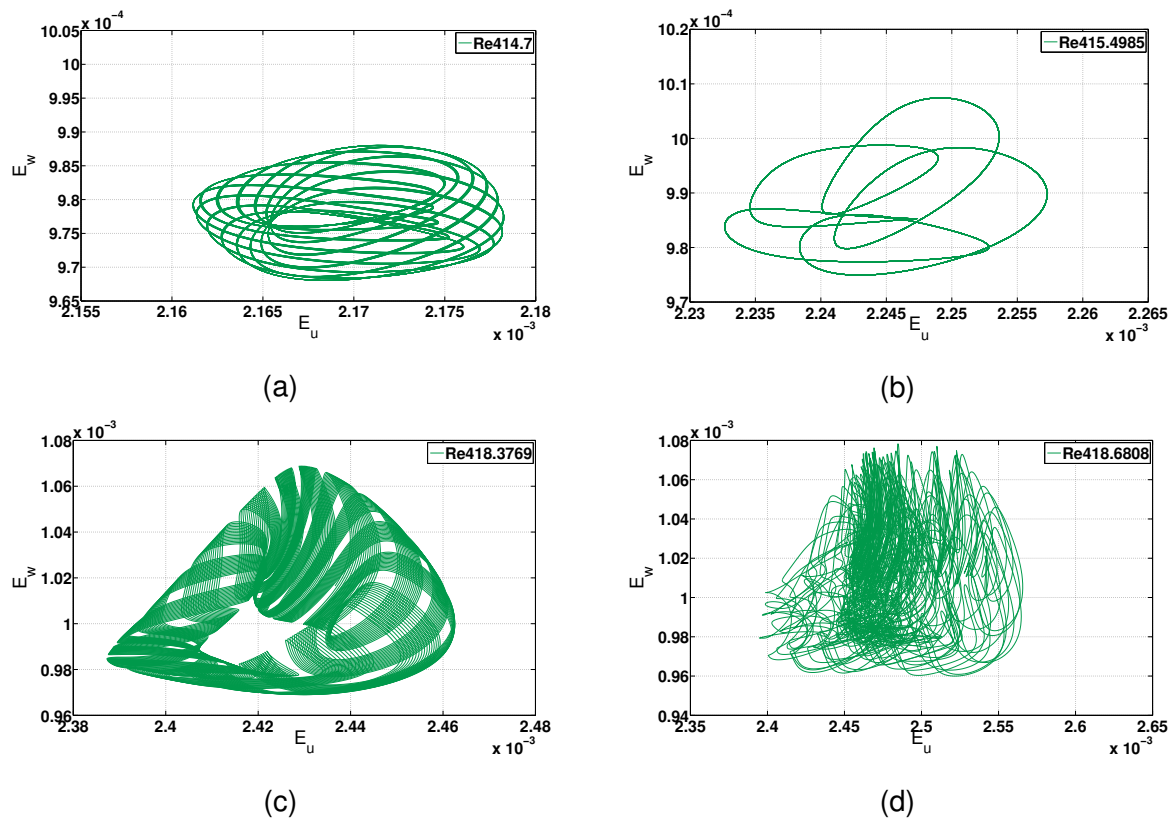 x 10⁻⁴
10.05
10
9.95
9.9
9.85
9.8
9.75
9.7
9.65
E_w
Re414.7
2.155
2.16
2.165
2.17
2.175
2.18
E_u
x 10⁻³
(a)
x 10⁻⁴
10.2
10.1
10
9.9
9.8
9.7
E_w
Re415.4985
2.23
2.235
2.24
2.245
2.25
2.255
2.26
2.265
E_u
x 10⁻³
(b)
x 10⁻³
1.08
1.06
1.04
1.02
1
0.98
0.96
E_w
Re418.3769
2.38
2.4
2.42
2.44
2.46
2.48
E_u
x 10⁻³
(c)
x 10⁻³
1.08
1.06
1.04
1.02
1
0.98
0.96
0.94
E_w
Re418.6808
2.35
2.4
2.45
2.5
2.55
2.6
2.65
E_u
x 10⁻³
(d)